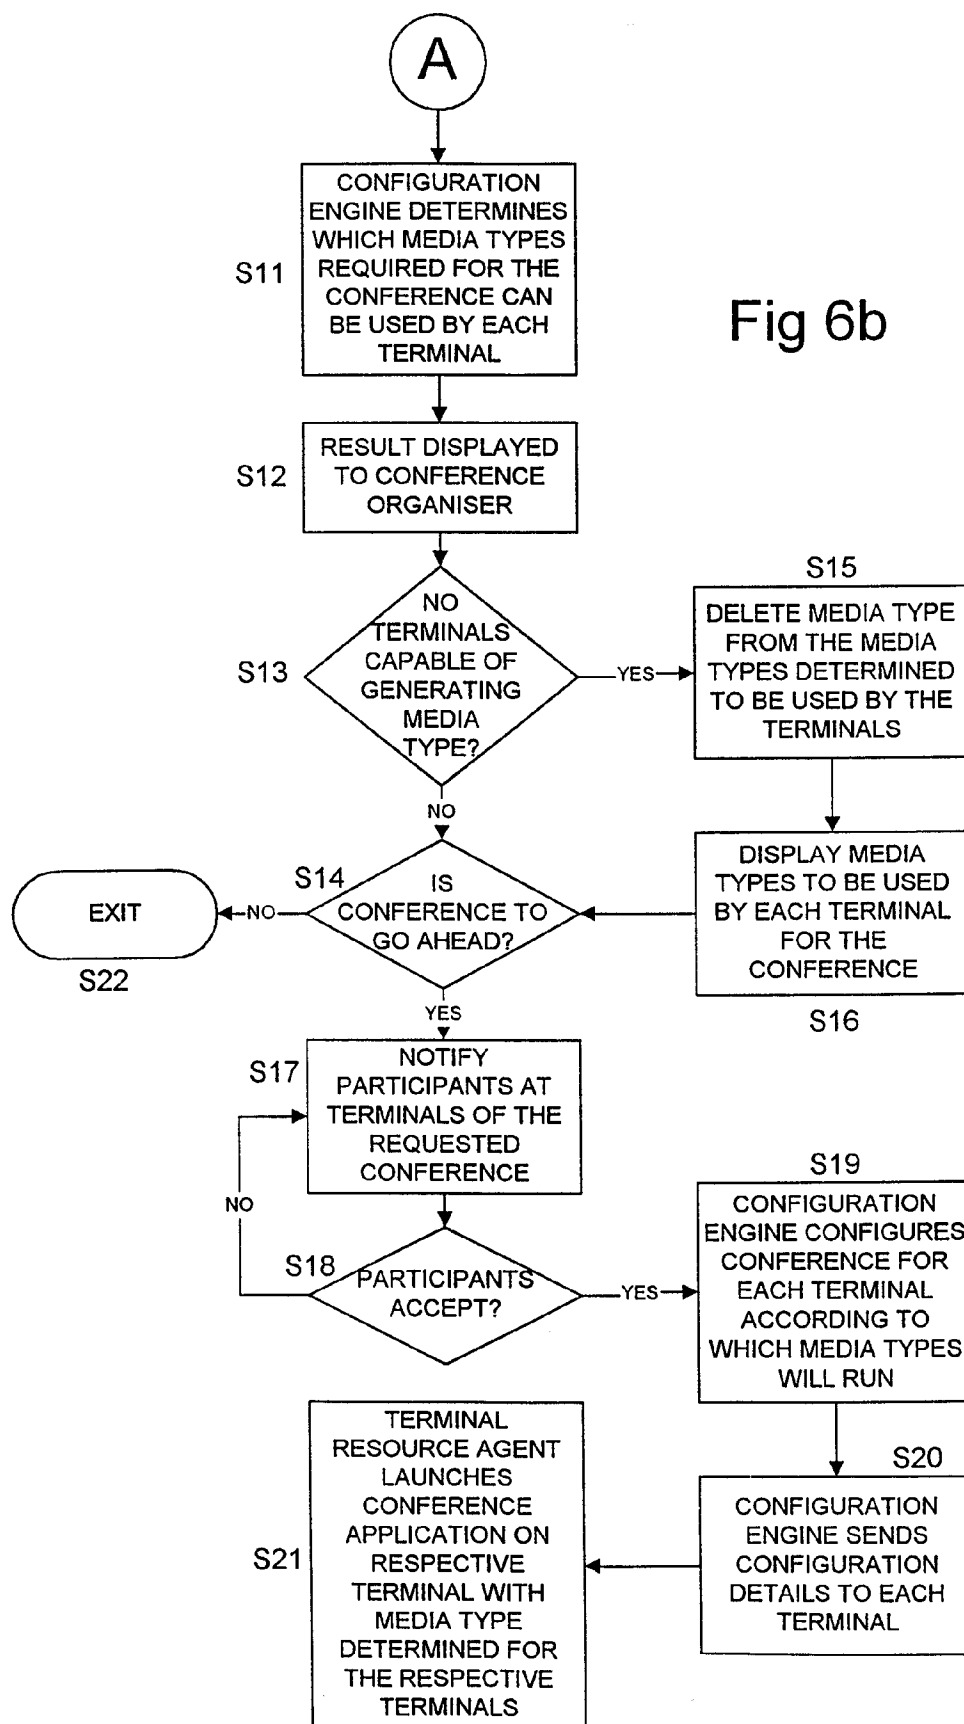 A
CONFIGURATION
ENGINE DETERMINES
WHICH MEDIA TYPES
REQUIRED FOR THE
CONFERENCE CAN
BE USED BY EACH
TERMINAL
S11
Fig 6b
RESULT DISPLAYED
TO CONFERENCE
ORGANISER
S12
NO
TERMINALS
CAPABLE OF
GENERATING
MEDIA
TYPE?
S13
YES
S15
DELETE MEDIA TYPE
FROM THE MEDIA
TYPES DETERMINED
TO BE USED BY THE
TERMINALS
NO
DISPLAY MEDIA
TYPES TO BE USED
BY EACH TERMINAL
FOR THE
CONFERENCE
S16
S14
IS
CONFERENCE TO
GO AHEAD?
NO
EXIT
S22
YES
S17
NOTIFY
PARTICIPANTS AT
TERMINALS OF THE
REQUESTED
CONFERENCE
NO
S18
PARTICIPANTS
ACCEPT?
YES
S19
CONFIGURATION
ENGINE CONFIGURES
CONFERENCE FOR
EACH TERMINAL
ACCORDING TO
WHICH MEDIA TYPES
WILL RUN
S20
CONFIGURATION
ENGINE SENDS
CONFIGURATION
DETAILS TO EACH
TERMINAL
S21
TERMINAL
RESOURCE AGENT
LAUNCHES
CONFERENCE
APPLICATION ON
RESPECTIVE
TERMINAL WITH
MEDIA TYPE
DETERMINED FOR
THE RESPECTIVE
TERMINALS